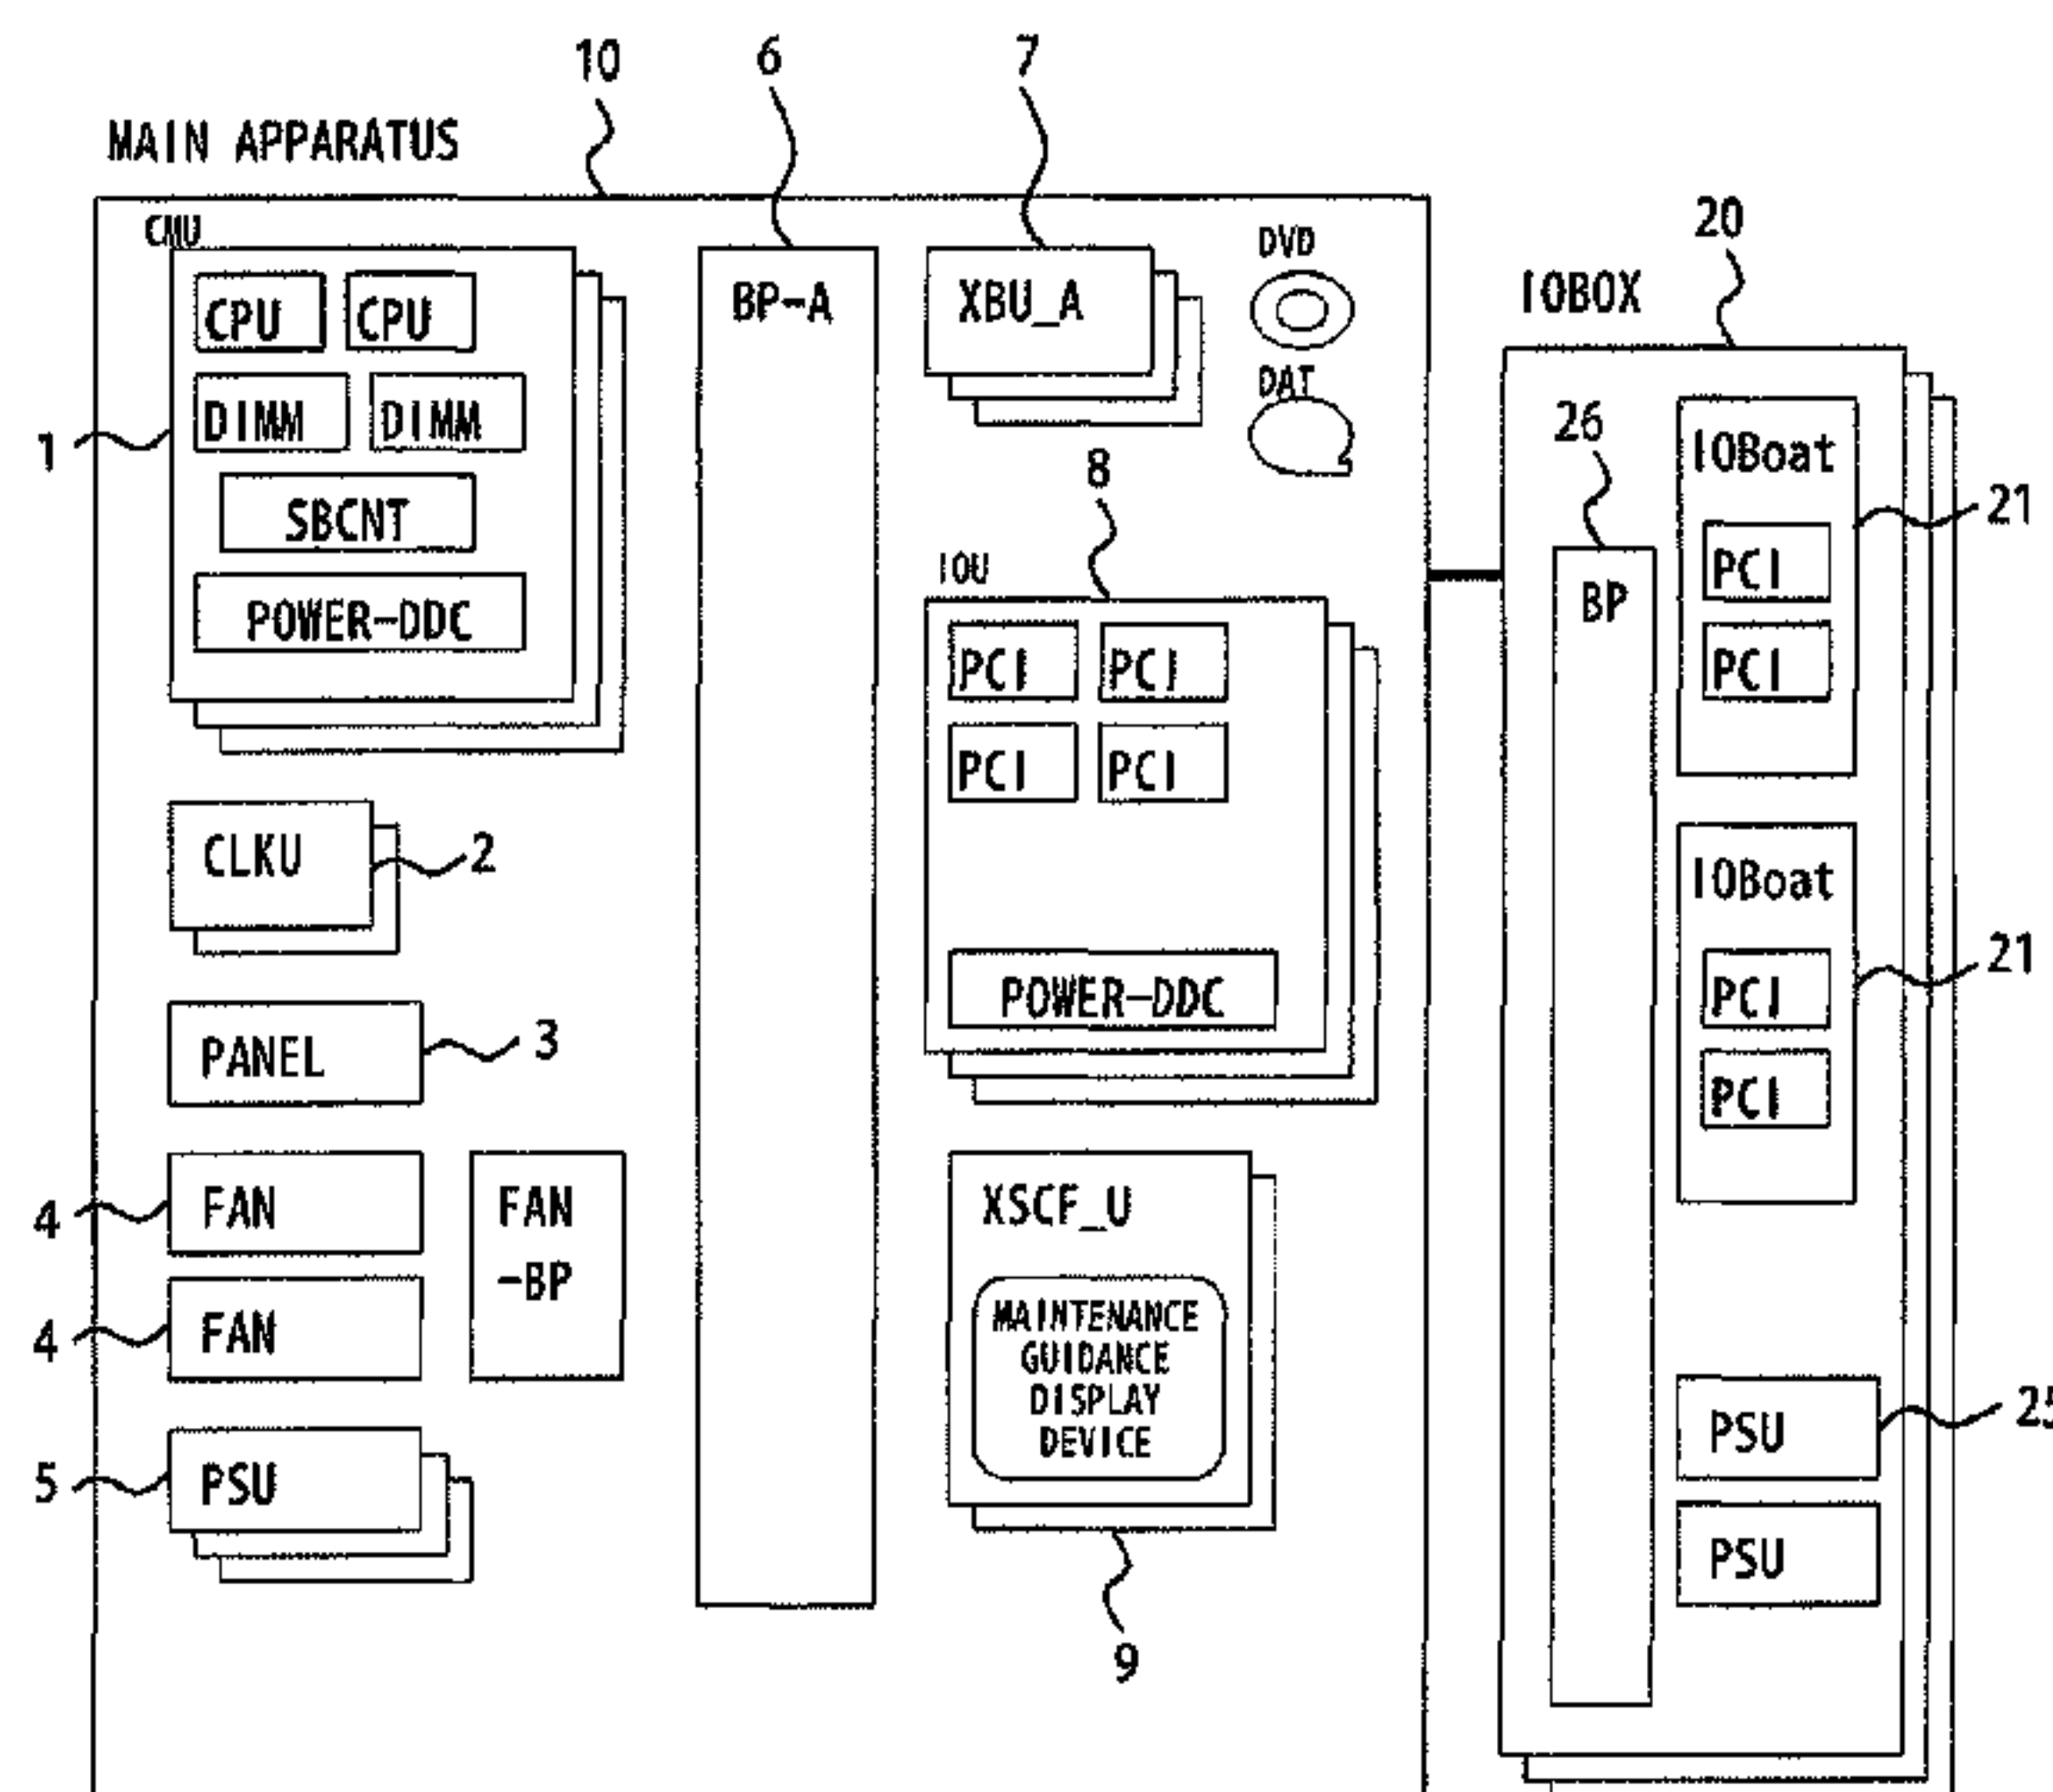 10
6
7
MAIN APPARATUS
CMU
CPU CPU
DIMM DIMM
1
SBCNT
POWER-DDC
CLKU
2
PANEL
3
4
FAN
4
FAN
FAN
-BP
5
PSU
BP-A
XBU_A
DVD
DAT
8
IOU
PCI PCI
PCI PCI
POWER-DDC
XSCF_U
MAINTENANCE
GUIDANCE
DISPLAY
DEVICE
9
20
IOBOX
26
BP
IOBoat
21
PCI
PCI
IOBoat
21
PCI
PCI
PSU
25
PSU